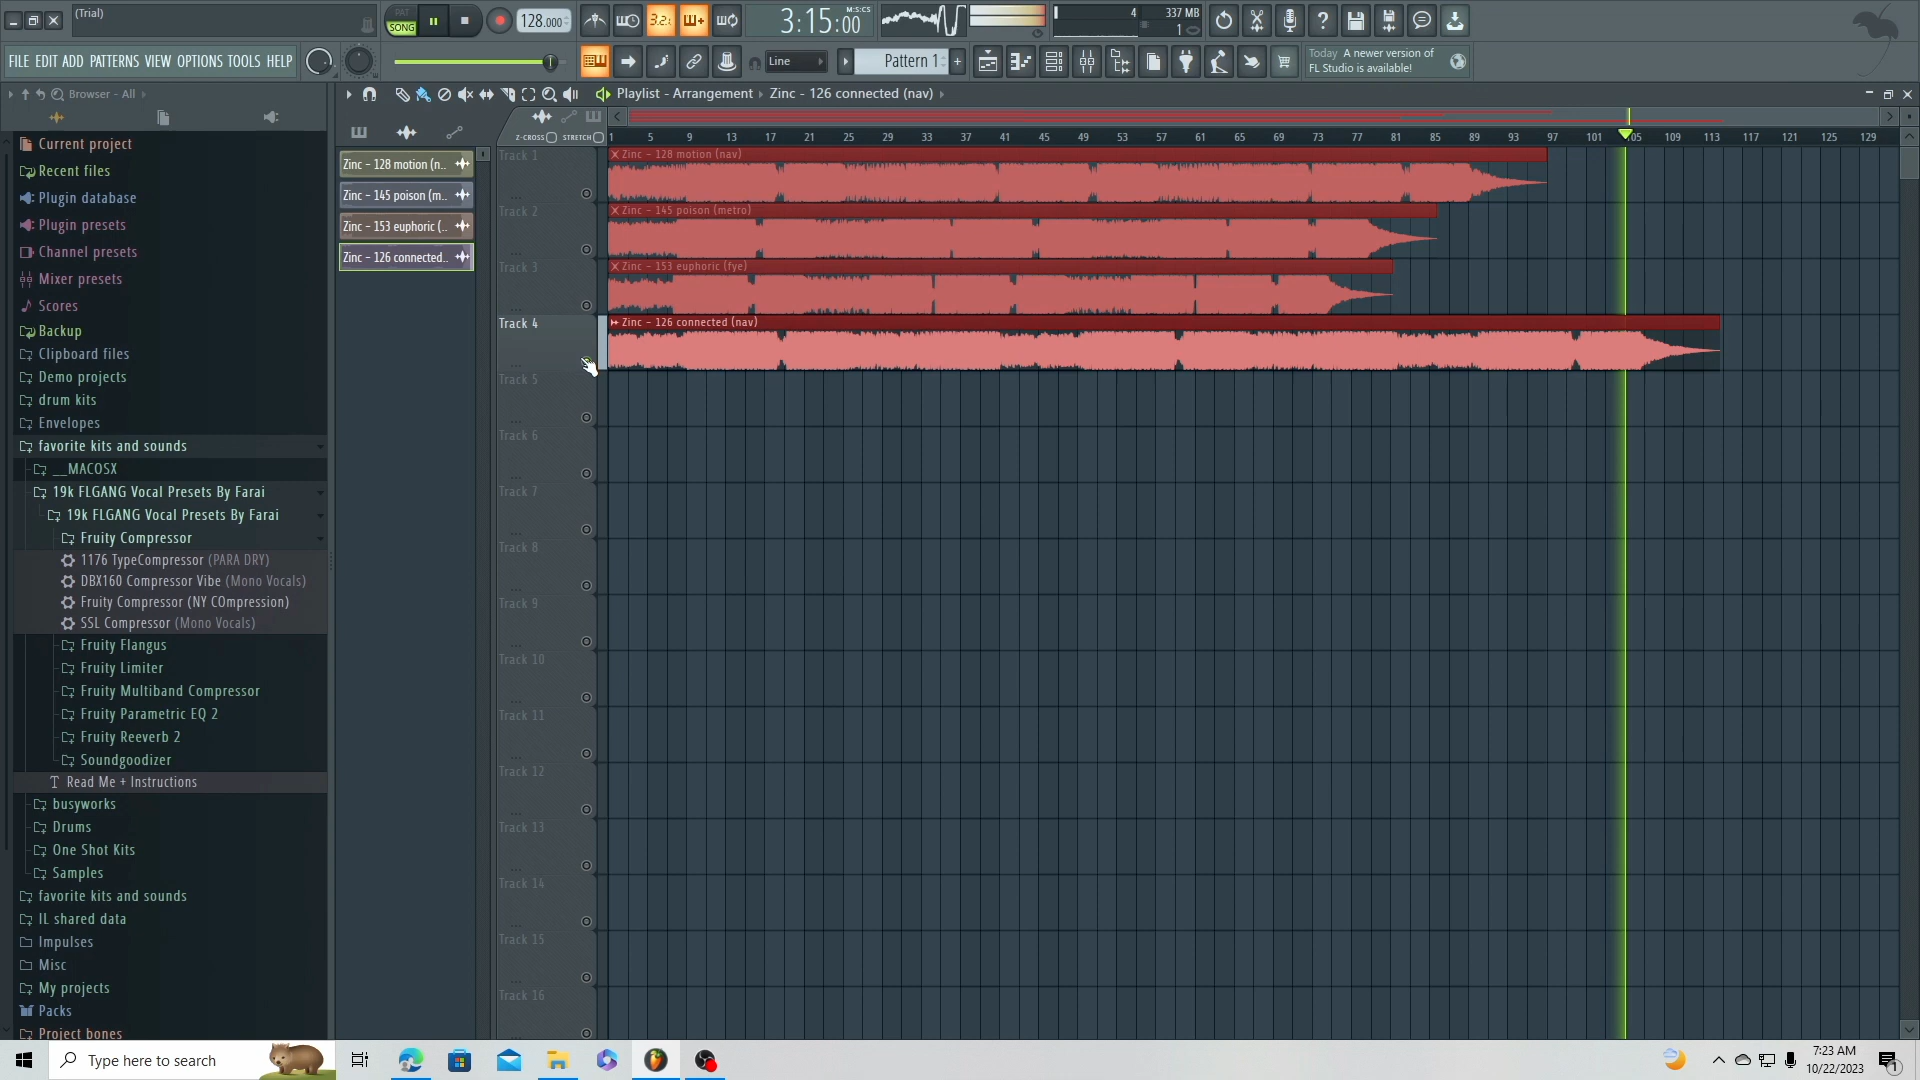 (Trial)
PAT
SONG
128.000
3:15:00
M:S:CS
4
337 MB
1
FILE EDIT ADD PATTERNS VIEW OPTIONS TOOLS HELP
Line
Pattern 1
Today A newer version of
FL Studio is available!
Browser - All
Playlist - Arrangement
Zinc - 126 connected (nav)
Z-CROSS
STRETCH
1 5 9 13 17 21 25 29 33 37 41 45 49 53 57 61 65 69 73 77 81 85 89 93 97 101 105 109 113 117 121 125 129
Current project
Recent files
Plugin database
Plugin presets
Channel presets
Mixer presets
Scores
Backup
Clipboard files
Demo projects
drum kits
Envelopes
favorite kits and sounds
__MACOSX
19k FLGANG Vocal Presets By Farai
19k FLGANG Vocal Presets By Farai
Fruity Compressor
1176 TypeCompressor (PARA DRY)
DBX160 Compressor Vibe (Mono Vocals)
Fruity Compressor (NY COmpression)
SSL Compressor (Mono Vocals)
Fruity Flangus
Fruity Limiter
Fruity Multiband Compressor
Fruity Parametric EQ 2
Fruity Reeverb 2
Soundgoodizer
Read Me + Instructions
busyworks
Drums
One Shot Kits
Samples
favorite kits and sounds
IL shared data
Impulses
Misc
My projects
Packs
Project bones
Zinc - 128 motion (n..
Zinc - 145 poison (m..
Zinc - 153 euphoric (..
Zinc - 126 connected..
Track 1
Zinc - 128 motion (nav)
Track 2
Zinc - 145 poison (metro)
Track 3
Zinc - 153 euphoric (fye)
Track 4
Zinc - 126 connected (nav)
Track 5
Track 6
Track 7
Track 8
Track 9
Track 10
Track 11
Track 12
Track 13
Track 14
Track 15
Track 16
Type here to search
7:23 AM
10/22/2023
1